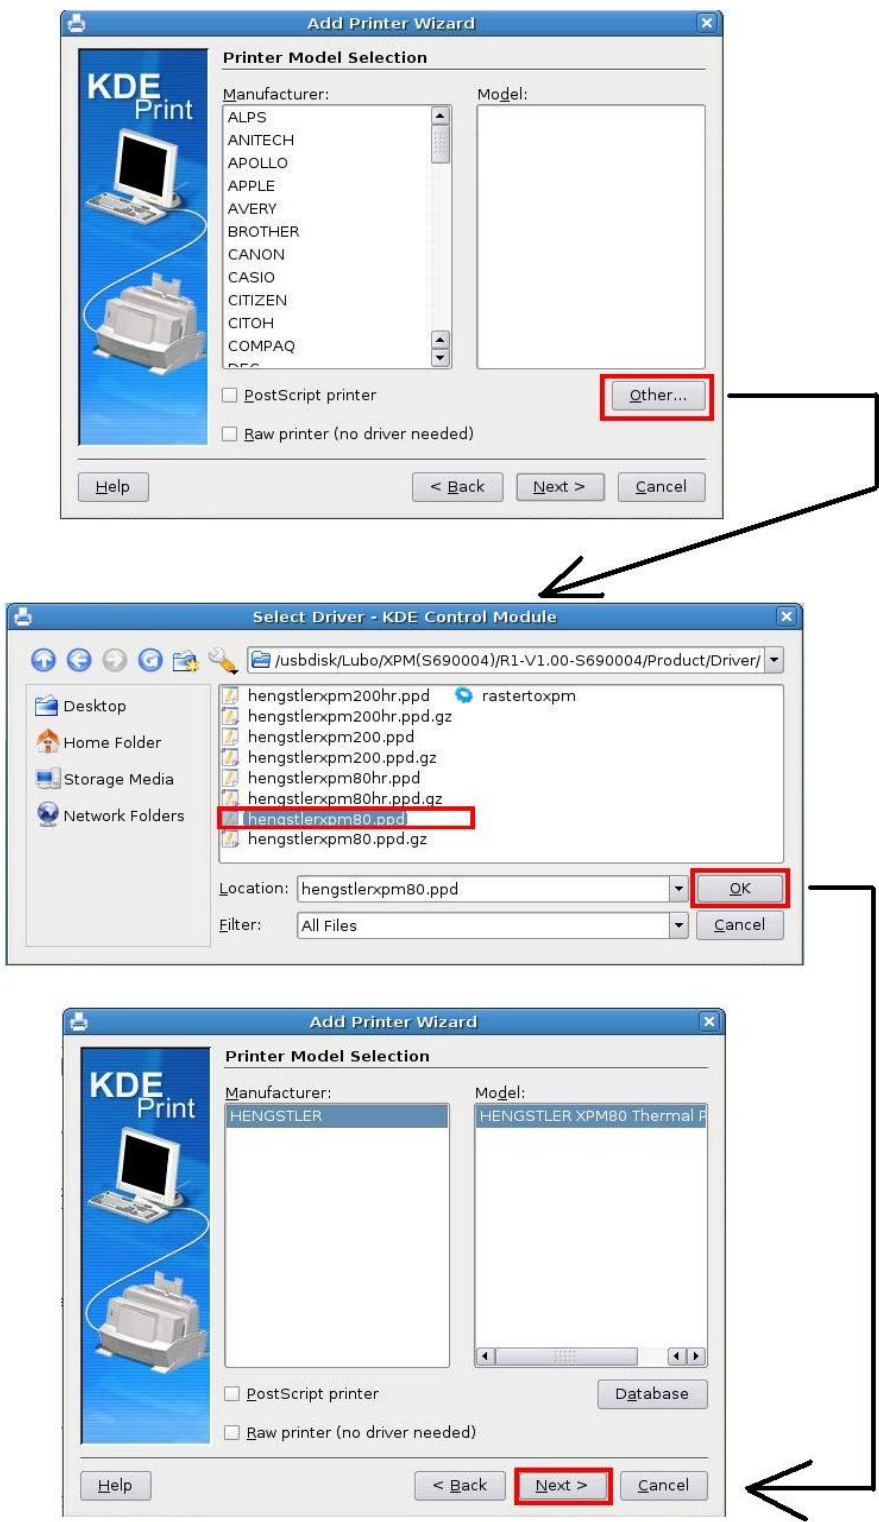 Add Printer Wizard
KDE
Print
Printer Model Selection
Manufacturer:
Model:
ALPS
ANITECH
APOLLO
APPLE
AVERY
BROTHER
CANON
CASIO
CITIZEN
CITOH
COMPAQ
PostScript printer
Other...
Raw printer (no driver needed)
Help
< Back
Next >
Cancel
Select Driver - KDE Control Module
/usbdisk/Lubo/XPM(S690004)/R1-V1.00-S690004/Product/Driver/
Desktop
Home Folder
Storage Media
Network Folders
hengstlerxpm200hr.ppd
hengstlerxpm200hr.ppd.gz
hengstlerxpm200.ppd
hengstlerxpm200.ppd.gz
hengstlerxpm80hr.ppd
hengstlerxpm80hr.ppd.gz
hengstlerxpm80.ppd
hengstlerxpm80.ppd.gz
rastertoxpm
Location:
hengstlerxpm80.ppd
OK
Filter:
All Files
Cancel
Add Printer Wizard
KDE
Print
Printer Model Selection
Manufacturer:
Model:
HENGSTLER
HENGSTLER XPM80 Thermal P
PostScript printer
Database
Raw printer (no driver needed)
Help
< Back
Next >
Cancel